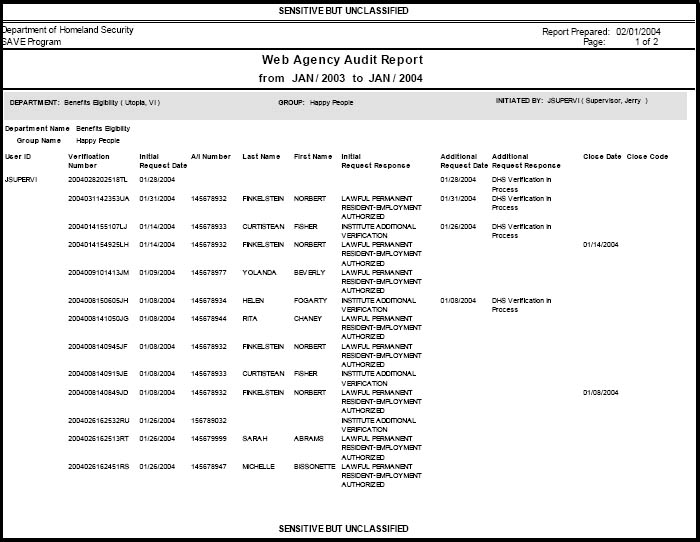 SENSITIVE BUT UNCLASSIFIED
Department of Homeland Security Report Prepared: 02/01/2004
SAVE Program Page: 1 of 2
Web Agency Audit Report
from JAN / 2003 to JAN / 2004
DEPARTMENT: Benefits Eligibility ( Utopia, VI ) GROUP: Happy People INITIATED BY: JSUPERVI ( Supervisor, Jerry )
Department Name Benefits Eligibility
Group Name Happy People
User ID Verification Initial A/I Number Last Name First Name Initial Additional Additional Close Date Close Code
Number Request Date Request Response Request Date Request Response
JSUPERVI 2004028202518TL 01/28/2004 01/28/2004 DHS Verification in
Process
2004031142353UA 01/31/2004 145678932 FINKELSTEIN NORBERT LAWFUL PERMANENT 01/31/2004 DHS Verification in
RESIDENT-EMPLOYMENT Process
AUTHORIZED
2004014155107LJ 01/14/2004 145678933 CURTISTEAN FISHER INSTITUTE ADDITIONAL 01/26/2004 DHS Verification in
VERIFICATION Process
2004014154925LH 01/14/2004 145678932 FINKELSTEIN NORBERT LAWFUL PERMANENT 01/14/2004
RESIDENT-EMPLOYMENT
AUTHORIZED
2004009101413JM 01/09/2004 145678977 YOLANDA BEVERLY LAWFUL PERMANENT
RESIDENT-EMPLOYMENT
AUTHORIZED
2004008150605JH 01/08/2004 145678934 HELEN FOGARTY INSTITUTE ADDITIONAL 01/08/2004 DHS Verification in
VERIFICATION Process
2004008141050JG 01/08/2004 145678944 RITA CHANEY LAWFUL PERMANENT
RESIDENT-EMPLOYMENT
AUTHORIZED
2004008140945JF 01/08/2004 145678932 FINKELSTEIN NORBERT LAWFUL PERMANENT
RESIDENT-EMPLOYMENT
AUTHORIZED
2004008140919JE 01/08/2004 145678933 CURTISTEAN FISHER INSTITUTE ADDITIONAL
VERIFICATION
2004008140849JD 01/08/2004 145678932 FINKELSTEIN NORBERT LAWFUL PERMANENT 01/08/2004
RESIDENT-EMPLOYMENT
AUTHORIZED
2004026162532RU 01/26/2004 156789032 INSTITUTE ADDITIONAL
VERIFICATION
2004026162513RT 01/26/2004 145679999 SARAH ABRAMS LAWFUL PERMANENT
RESIDENT-EMPLOYMENT
AUTHORIZED
2004026162451RS 01/26/2004 145678947 MICHELLE BISSONETTE LAWFUL PERMANENT
RESIDENT-EMPLOYMENT
AUTHORIZED
SENSITIVE BUT UNCLASSIFIED